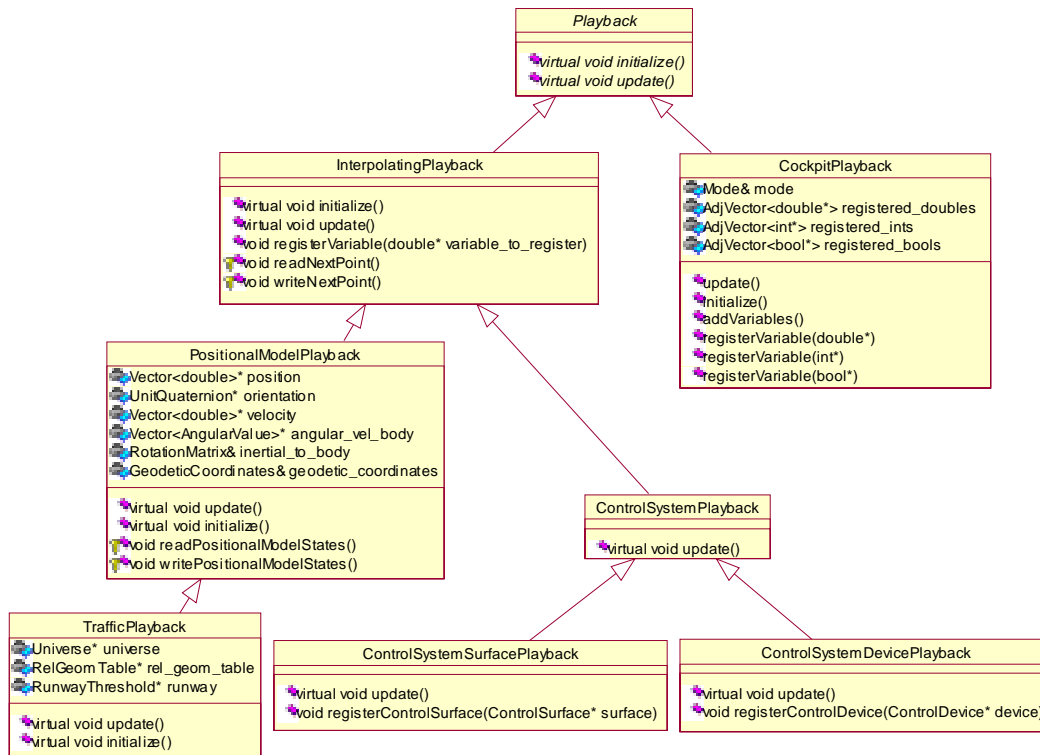 Playback
virtual void initialize()
virtual void update()
InterpolatingPlayback
virtual void initialize()
virtual void update()
void registerVariable(double* variable_to_register)
void readNextPoint()
void writeNextPoint()
CockpitPlayback
Mode& mode
AdjVector<double*> registered_doubles
AdjVector<int*> registered_ints
AdjVector<bool*> registered_bools
update()
initialize()
addVariables()
registerVariable(double*)
registerVariable(int*)
registerVariable(bool*)
PositionalModelPlayback
Vector<double>* position
UnitQuaternion* orientation
Vector<double>* velocity
Vector<AngularValue>* angular_vel_body
RotationMatrix& inertial_to_body
GeodeticCoordinates& geodetic_coordinates
virtual void update()
virtual void initialize()
void readPositionalModelStates()
void writePositionalModelStates()
ControlSystemPlayback
virtual void update()
TrafficPlayback
Universe* universe
RelGeomTable* rel_geom_table
RunwayThreshold* runway
virtual void update()
virtual void initialize()
ControlSystemSurfacePlayback
virtual void update()
void registerControlSurface(ControlSurface* surface)
ControlSystemDevicePlayback
virtual void update()
void registerControlDevice(ControlDevice* device)